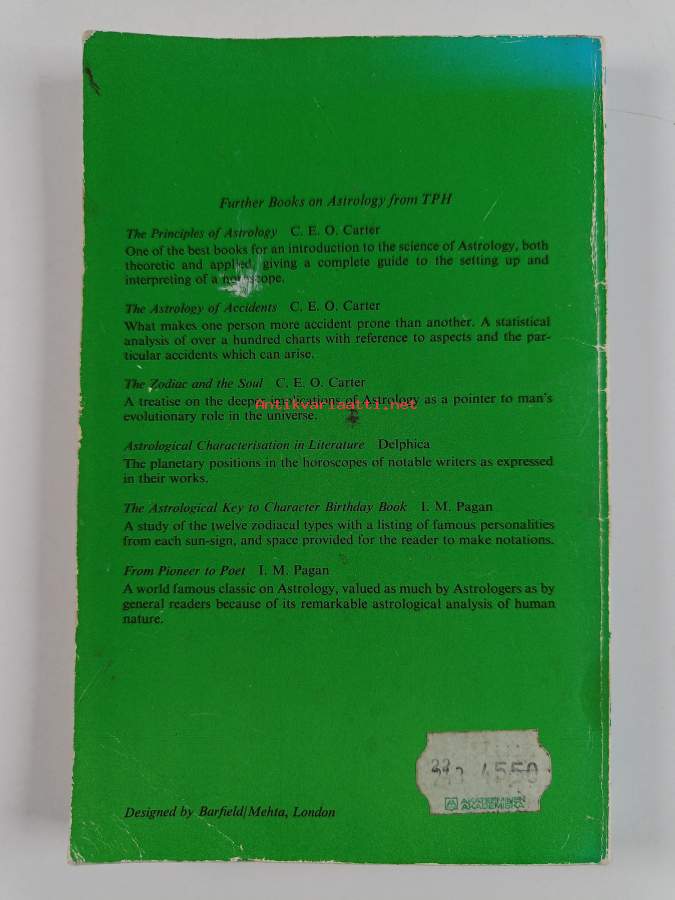 Further Books on Astrology from TPH
The Principles of Astrology C. E. O. Carter
One of the best books for an introduction to the science of Astrology, both
theoretic and applied, giving a complete guide to the setting up and
interpreting of a horoscope.
The Astrology of Accidents C. E. O. Carter
What makes one person more accident prone than another. A statistical
analysis of over a hundred charts with reference to aspects and the par-
ticular accidents which can arise.
The Zodiac and the Soul C. E. O. Carter
A treatise on the deeper implications of Astrology as a pointer to man's
Antikvariaatti.net
evolutionary role in the universe.
Astrological Characterisation in Literature Delphica
The planetary positions in the horoscopes of notable writers as expressed
in their works.
The Astrological Key to Character Birthday Book I. M. Pagan
A study of the twelve zodiacal types with a listing of famous personalities
from each sun-sign, and space provided for the reader to make notations.
From Pioneer to Poet I. M. Pagan
A world famous classic on Astrology, valued as much by Astrologers as by
general readers because of its remarkable astrological analysis of human
nature.
4550
AKADEMISKA
Designed by Barfield/Mehta, London